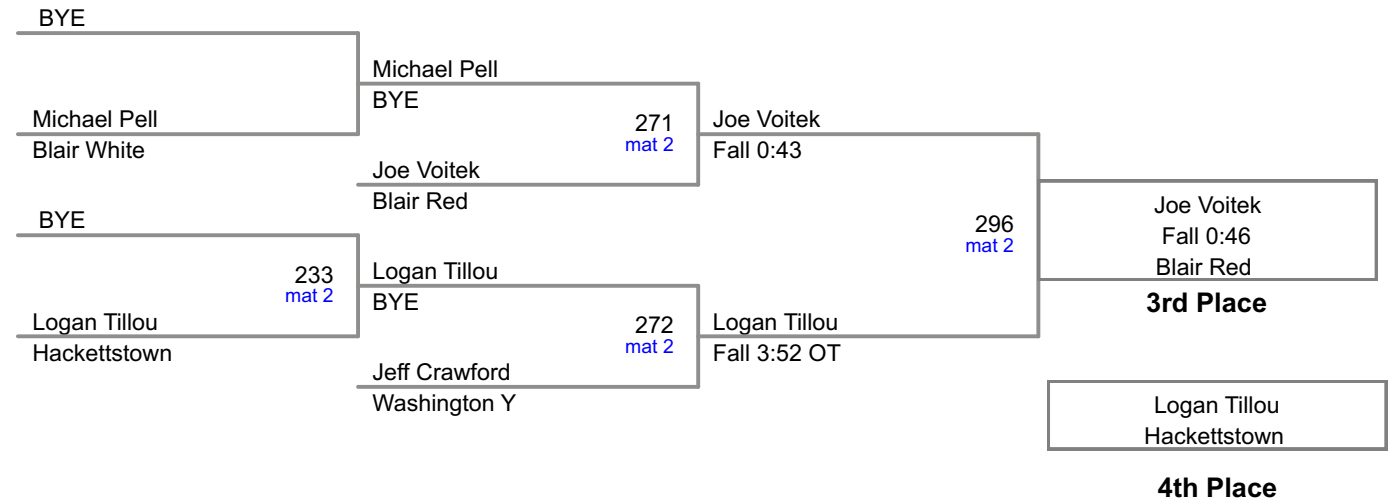 BYE
Michael Pell
BYE
Michael Pell
Blair White
271
mat 2
Joe Voitek
Fall 0:43
Joe Voitek
Blair Red
BYE
296
mat 2
Joe Voitek
Fall 0:46
Blair Red
3rd Place
233
mat 2
Logan Tillou
BYE
Logan Tillou
Hackettstown
272
mat 2
Logan Tillou
Fall 3:52 OT
Jeff Crawford
Washington Y
Logan Tillou
Hackettstown
4th Place